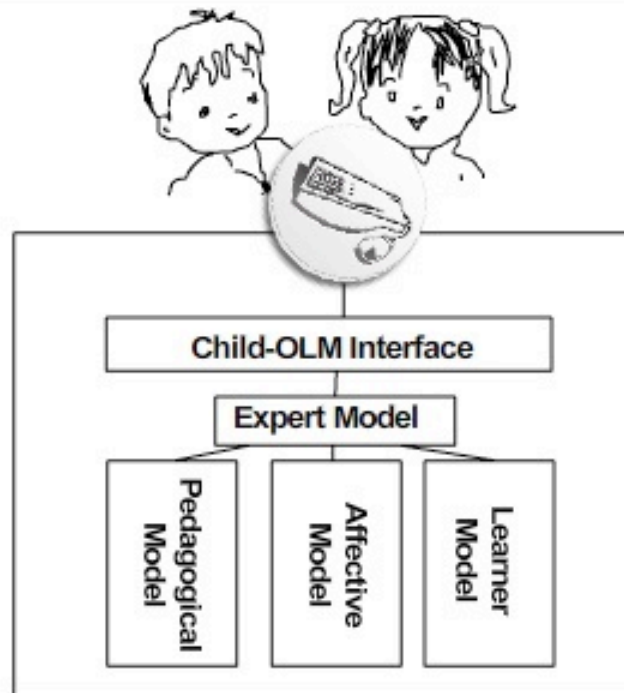 Child-OLM Interface
Expert Model
Pedagogical
Model
Affective
Model
Learner
Model